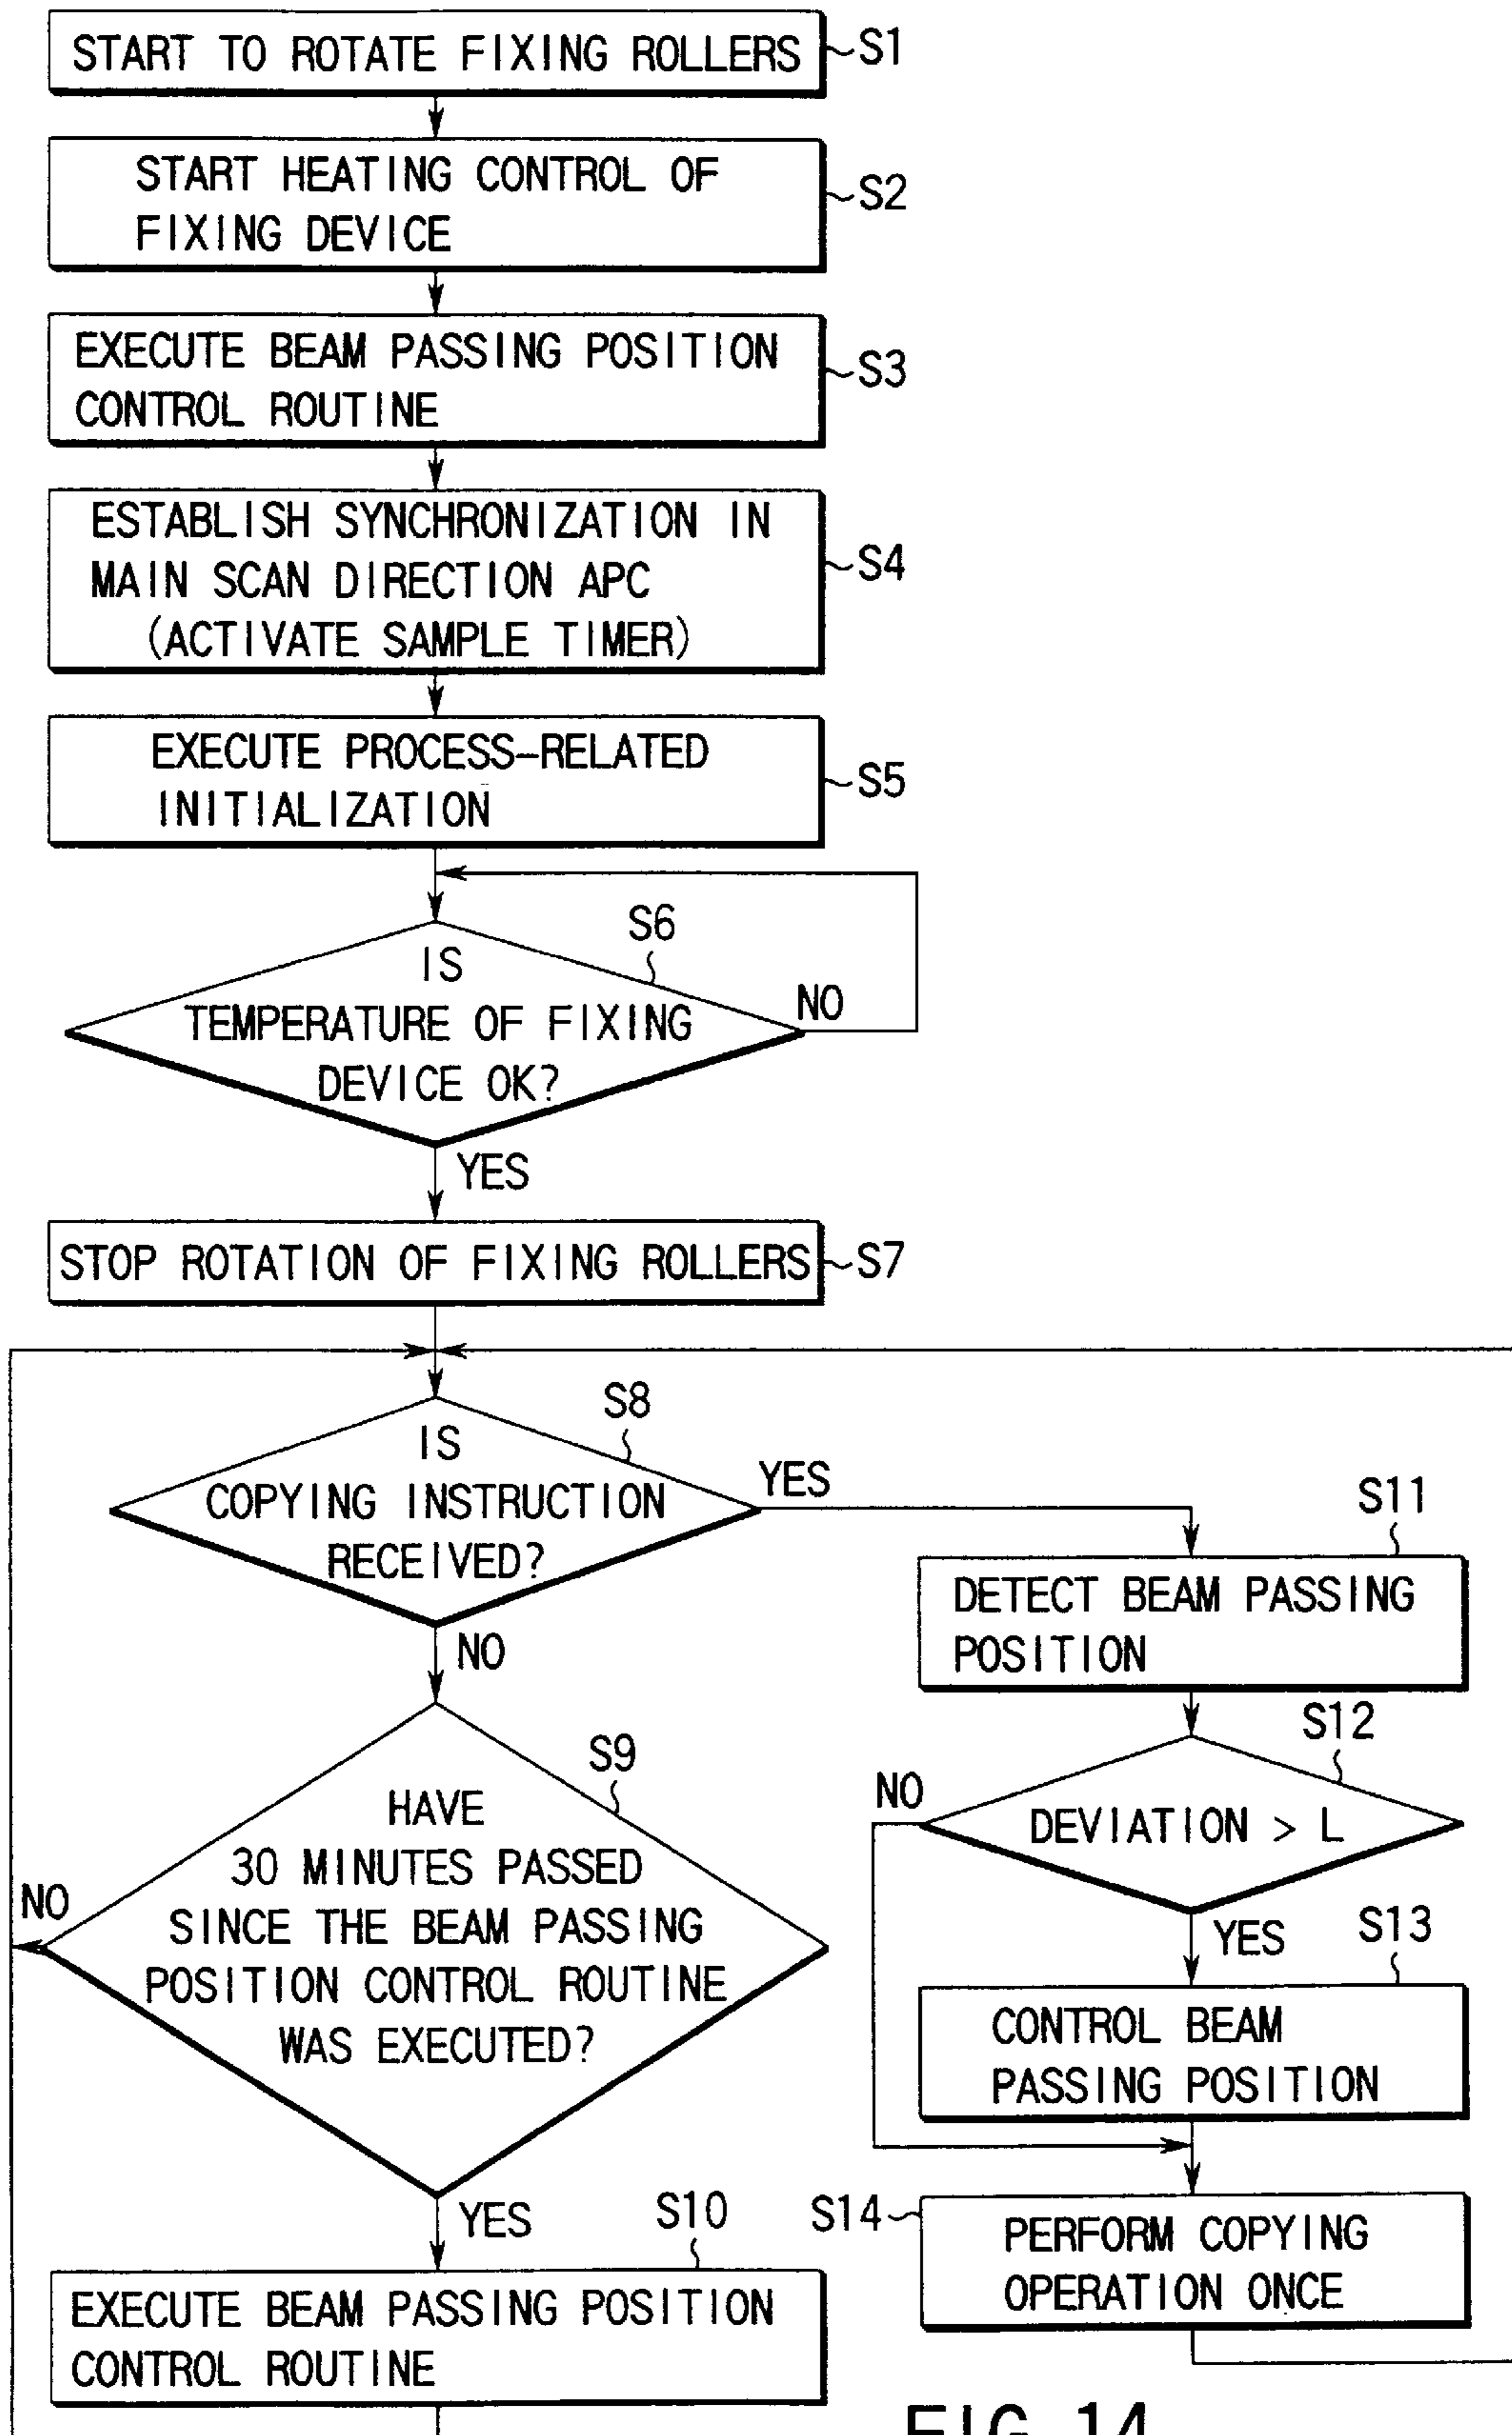 START TO ROTATE FIXING ROLLERS
S1
START HEATING CONTROL OF
FIXING DEVICE
S2
EXECUTE BEAM PASSING POSITION
CONTROL ROUTINE
S3
ESTABLISH SYNCHRONIZATION IN
MAIN SCAN DIRECTION APC
(ACTIVATE SAMPLE TIMER)
S4
EXECUTE PROCESS-RELATED
INITIALIZATION
S5
S6
IS
TEMPERATURE OF FIXING
DEVICE OK?
NO
YES
STOP ROTATION OF FIXING ROLLERS
S7
S8
IS
COPYING INSTRUCTION
RECEIVED?
YES
NO
S9
HAVE
30 MINUTES PASSED
SINCE THE BEAM PASSING
POSITION CONTROL ROUTINE
WAS EXECUTED?
NO
YES
S10
EXECUTE BEAM PASSING POSITION
CONTROL ROUTINE
S11
DETECT BEAM PASSING
POSITION
S12
DEVIATION > L
NO
YES
S13
CONTROL BEAM
PASSING POSITION
S14
PERFORM COPYING
OPERATION ONCE
FIG. 14